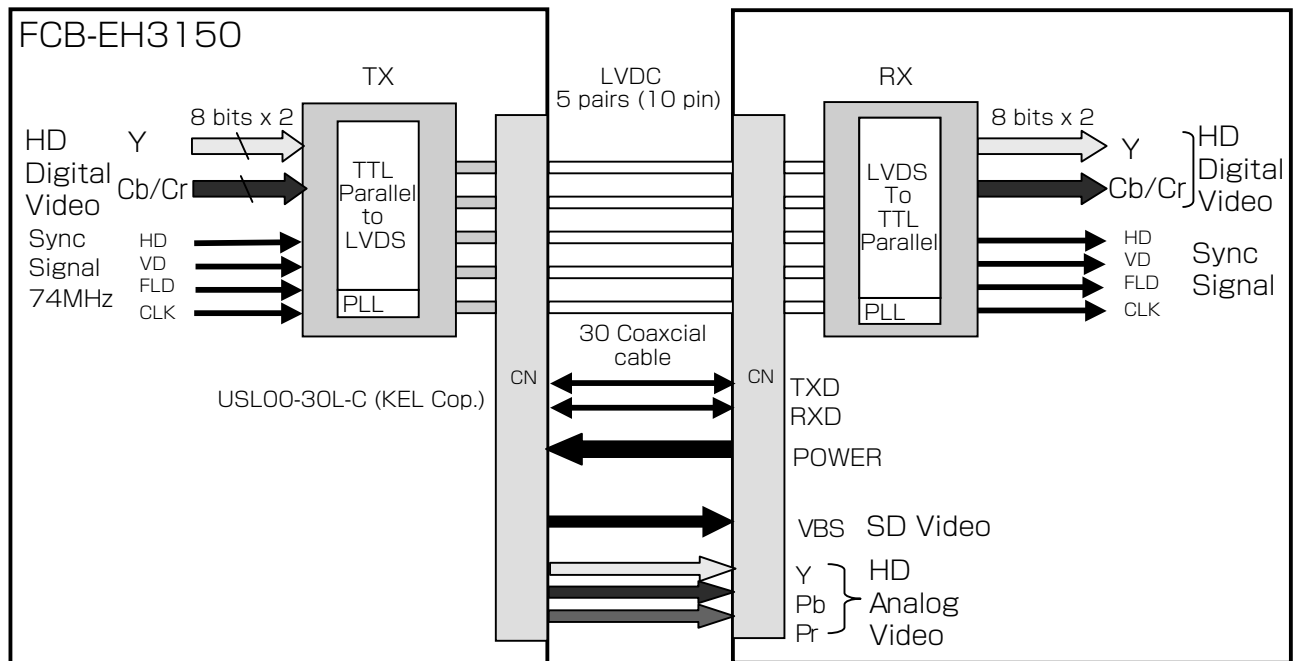 FCB-EH3150
TX
LVDC
5 pairs (10 pin)
RX
8 bits x 2
HD
Digital
Video
Y
Cb/Cr
Sync
Signal
74MHz
HD
VD
FLD
CLK
TTL
Parallel
to
LVDS
PLL
LVDS
To
TTL
Parallel
PLL
8 bits x 2
Y
Cb/Cr
HD
Digital
Video
HD
VD
FLD
CLK
Sync
Signal
30 Coaxcial
cable
CN
CN
USL00-30L-C (KEL Cop.)
TXD
RXD
POWER
VBS SD Video
Y
Pb
Pr
HD
Analog
Video